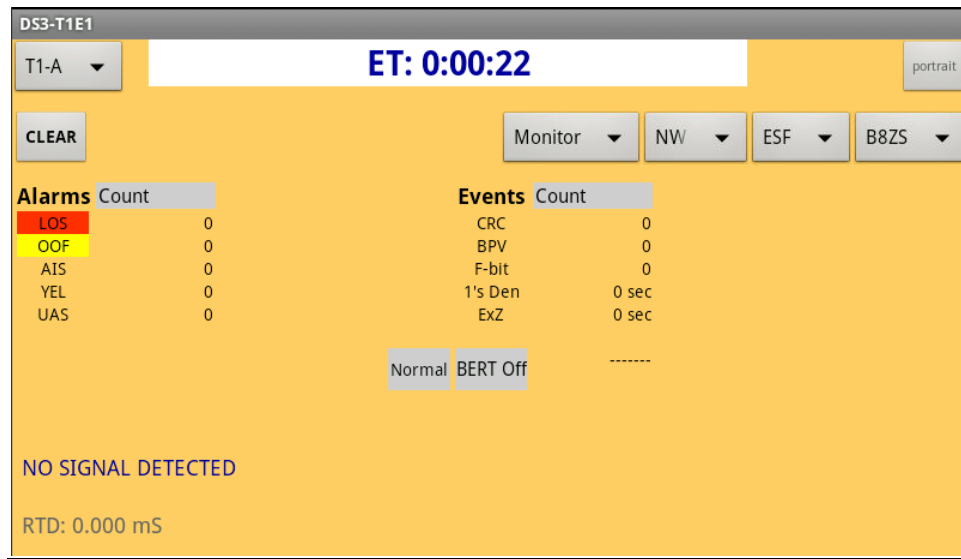 DS3-T1E1
T1-A ET: 0:00:22 portrait
CLEAR Monitor NW ESF B8ZS
Alarms Count Events Count
LOS 0 CRC 0
OOF 0 BPV 0
AIS 0 F-bit 0
YEL 0 1's Den 0 sec
UAS 0 ExZ 0 sec
Normal BERT Off -------
NO SIGNAL DETECTED
RTD: 0.000 mS